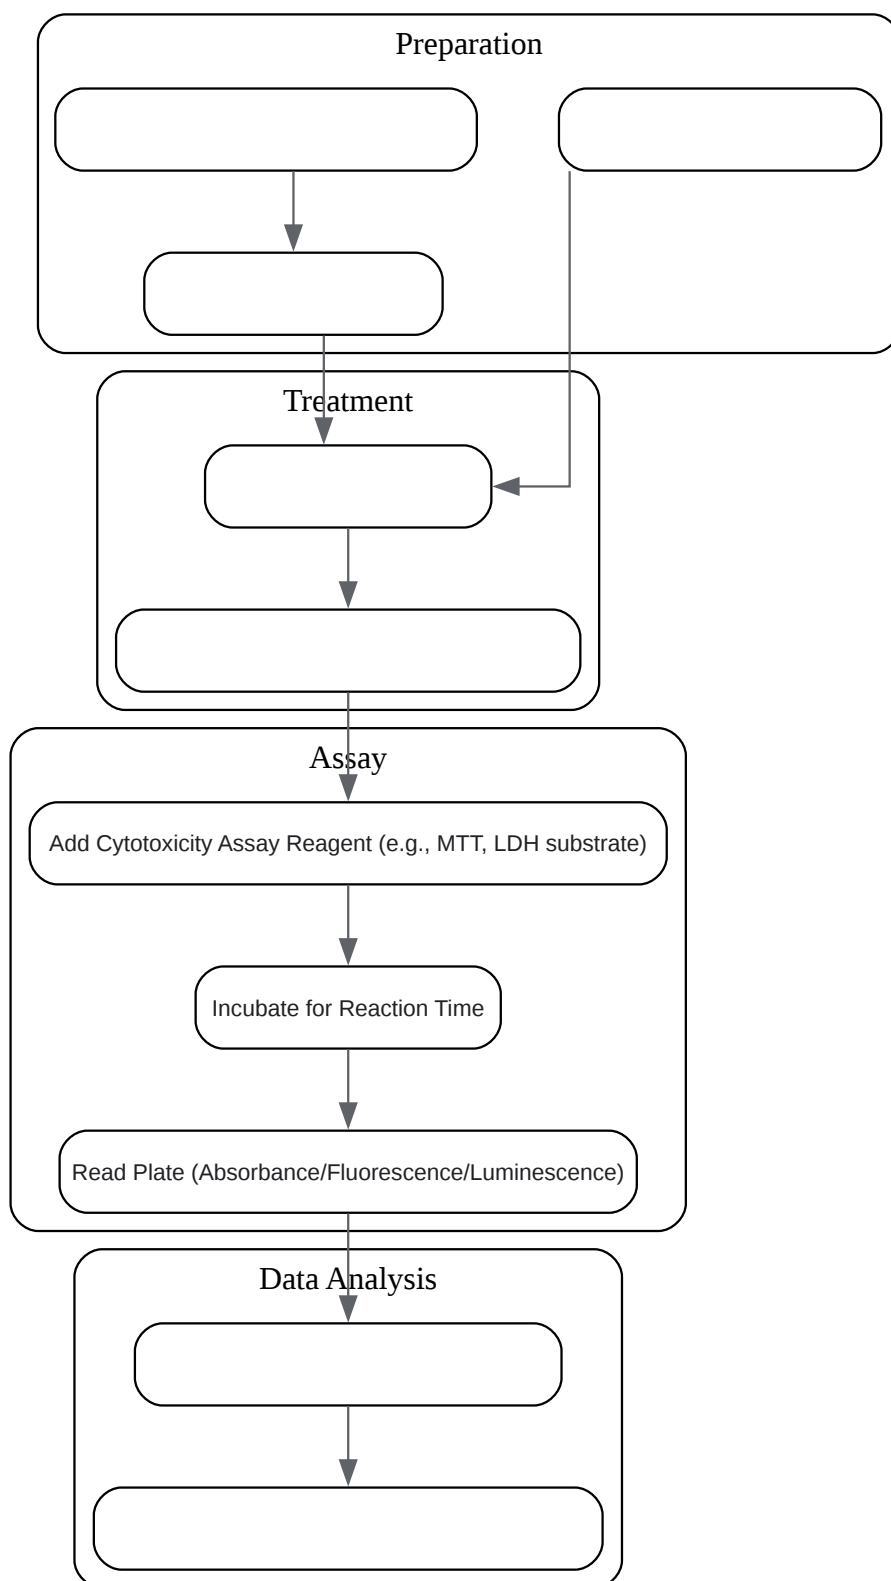 Preparation
Treatment
Assay
Add Cytotoxicity Assay Reagent (e.g., MTT, LDH substrate)
Incubate for Reaction Time
Read Plate (Absorbance/Fluorescence/Luminescence)
Data Analysis